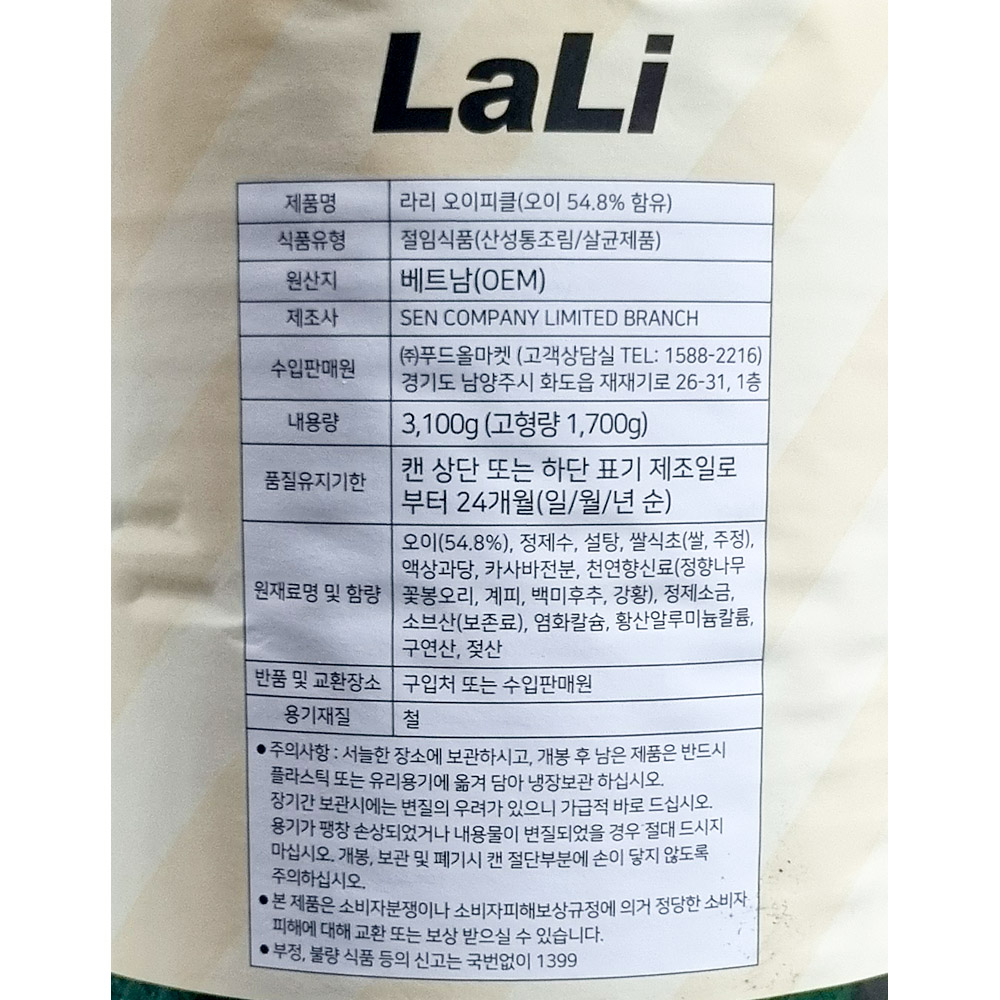 LaLi
제품명 라리 오이피클(오이 54.8% 함유)
식품유형 절임식품(산성통조림/살균제품)
원산지 베트남(OEM)
제조사 SEN COMPANY LIMITED BRANCH
수입판매원 ㈜푸드올마켓 (고객상담실 TEL: 1588-2216)
경기도 남양주시 화도읍 재재기로 26-31, 1층
내용량 3,100g (고형량 1,700g)
품질유지기한 캔 상단 또는 하단 표기 제조일로
부터 24개월(일/월/년 순)
원재료명 및 함량 오이(54.8%), 정제수, 설탕, 쌀식초(쌀, 주정),
액상과당, 카사바전분, 천연향신료(정향나무
꽃봉오리, 계피, 백미후추, 강황), 정제소금,
소브산(보존료), 염화칼슘, 황산알루미늄칼륨,
구연산, 젖산
반품 및 교환장소 구입처 또는 수입판매원
용기재질 철
● 주의사항 : 서늘한 장소에 보관하시고, 개봉 후 남은 제품은 반드시
플라스틱 또는 유리용기에 옮겨 담아 냉장보관 하십시오.
장기간 보관시에는 변질의 우려가 있으니 가급적 바로 드십시오.
용기가 팽창 손상되었거나 내용물이 변질되었을 경우 절대 드시지
마십시오. 개봉, 보관 및 폐기시 캔 절단부분에 손이 닿지 않도록
주의하십시오.
● 본 제품은 소비자분쟁이나 소비자피해보상규정에 의거 정당한 소비자
피해에 대해 교환 또는 보상 받으실 수 있습니다.
● 부정, 불량 식품 등의 신고는 국번없이 1399